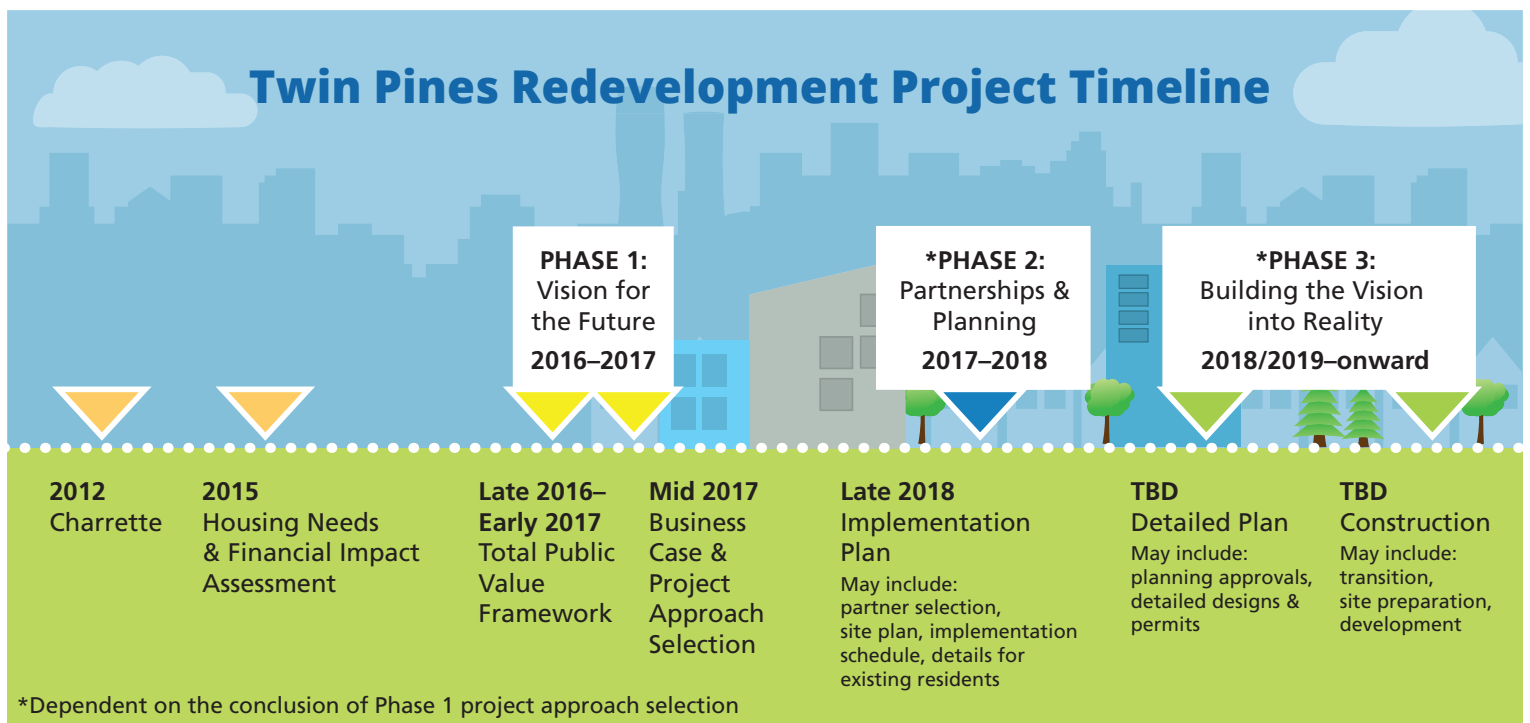 Twin Pines Redevelopment Project Timeline
PHASE 1:
Vision for
the Future
2016–2017
*PHASE 2:
Partnerships &
Planning
2017–2018
*PHASE 3:
Building the Vision
into Reality
2018/2019–onward
2012
Charrette
2015
Housing Needs
& Financial Impact
Assessment
Late 2016–
Early 2017
Total Public
Value
Framework
Mid 2017
Business
Case &
Project
Approach
Selection
Late 2018
Implementation
Plan
May include:
partner selection,
site plan, implementation
schedule, details for
existing residents
TBD
Detailed Plan
May include:
planning approvals,
detailed designs &
permits
TBD
Construction
May include:
transition,
site preparation,
development
*Dependent on the conclusion of Phase 1 project approach selection